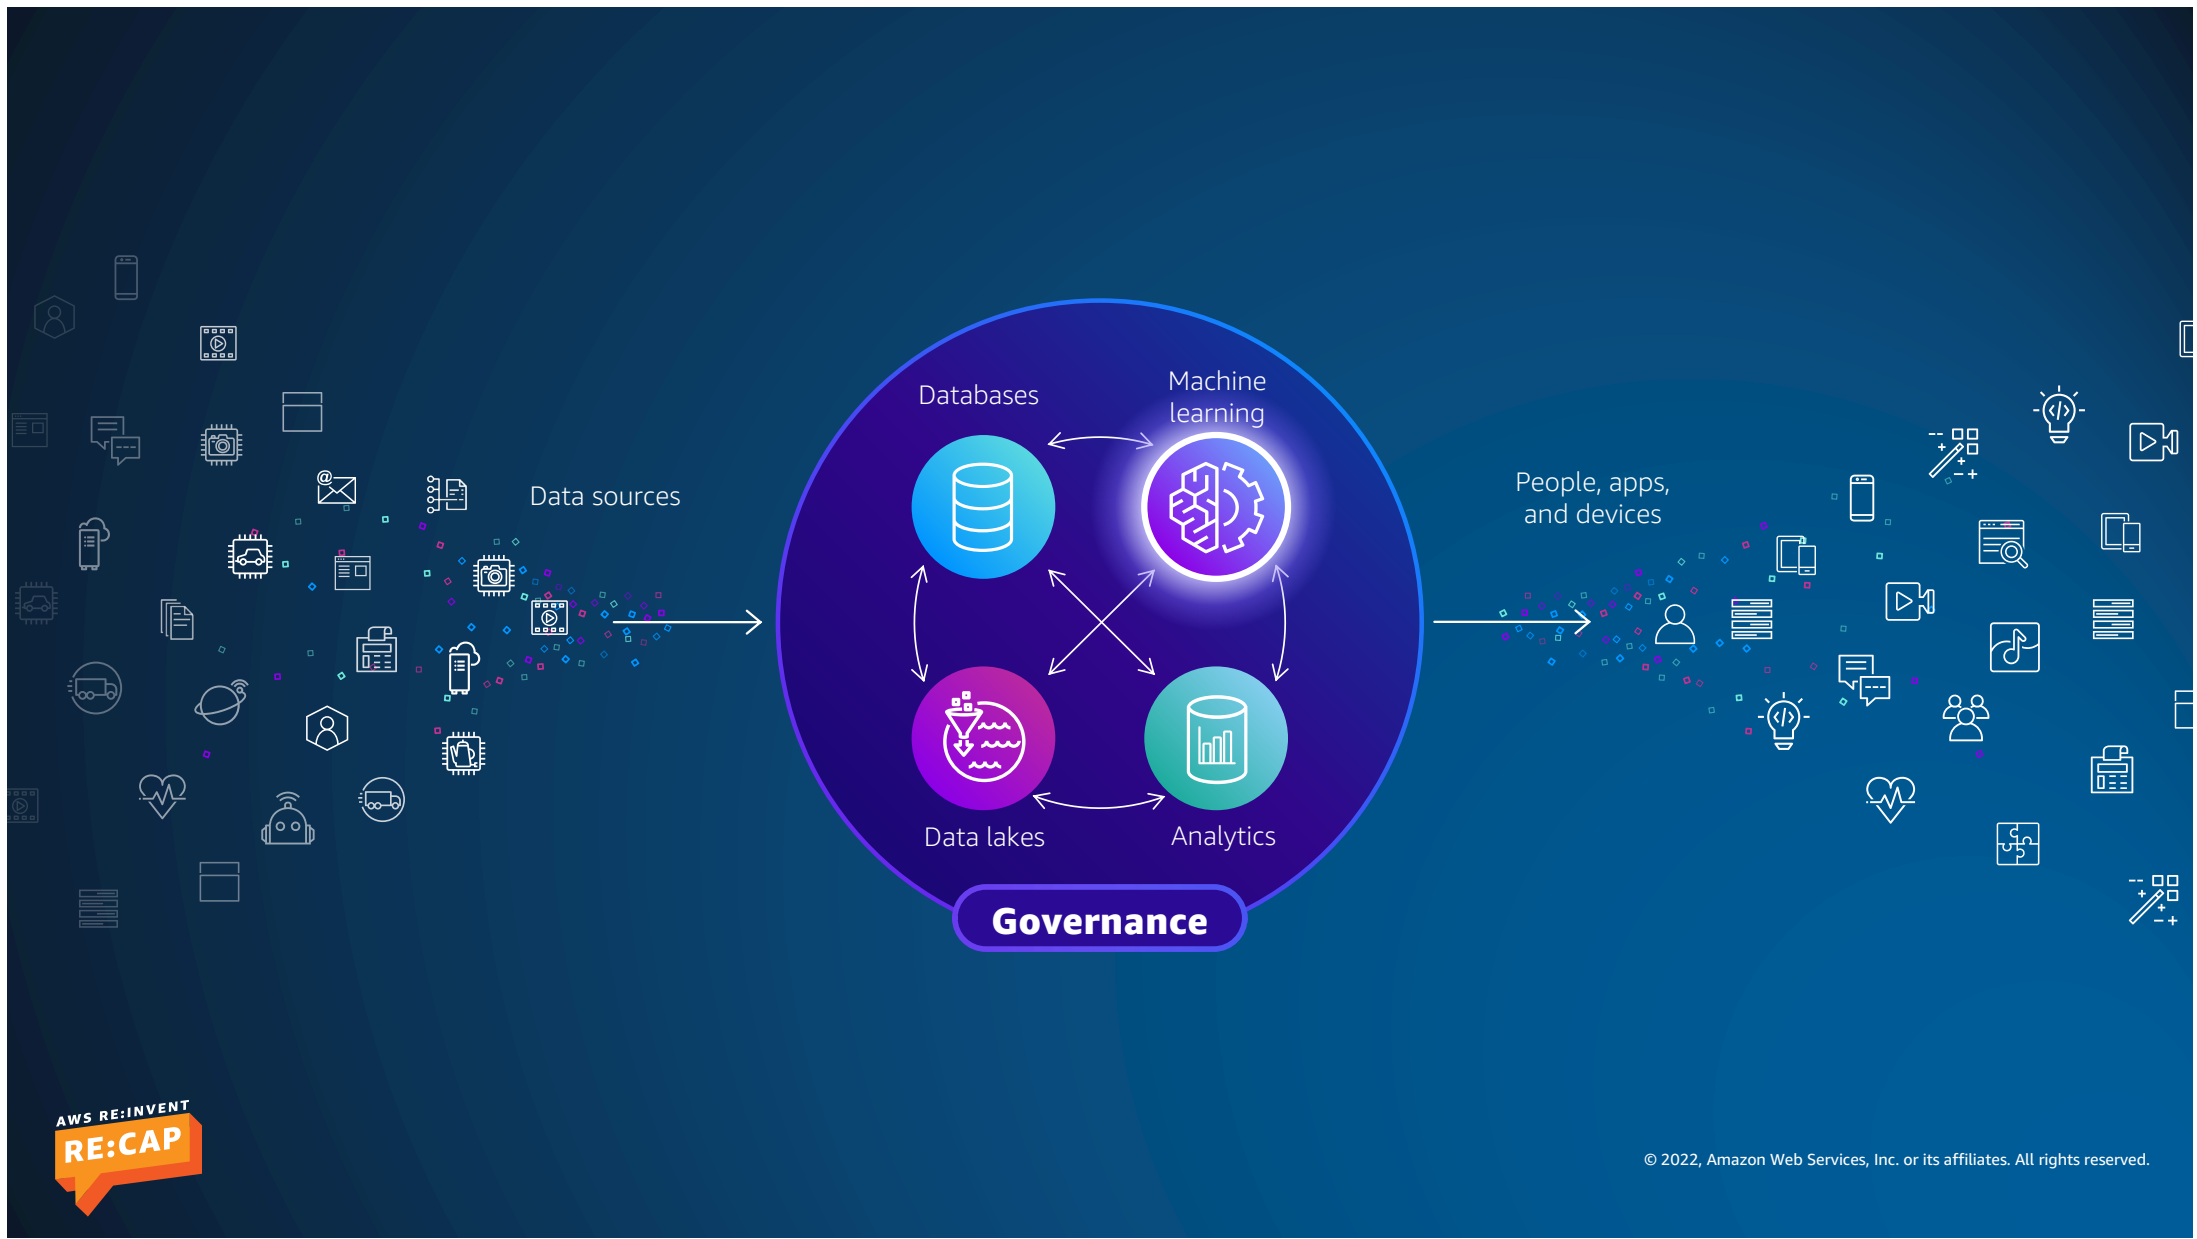 Data sources
Databases
Machine
learning
Data lakes
Analytics
Governance
People, apps,
and devices
AWS RE:INVENT
RE:CAP
© 2022, Amazon Web Services, Inc. or its affiliates. All rights reserved.